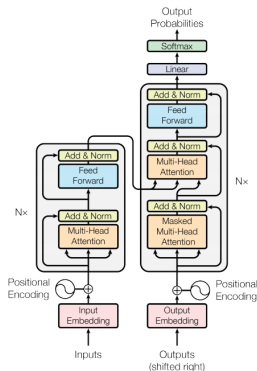 Output
Probabilities
Softmax
Linear
Add & Norm
Feed
Forward
Add & Norm
Multi-Head
Attention
Add & Norm
Masked
Multi-Head
Attention
N×
Add & Norm
Feed
Forward
Add & Norm
Multi-Head
Attention
N×
Positional
Encoding
Positional
Encoding
Input
Embedding
Output
Embedding
Inputs
Outputs
(shifted right)